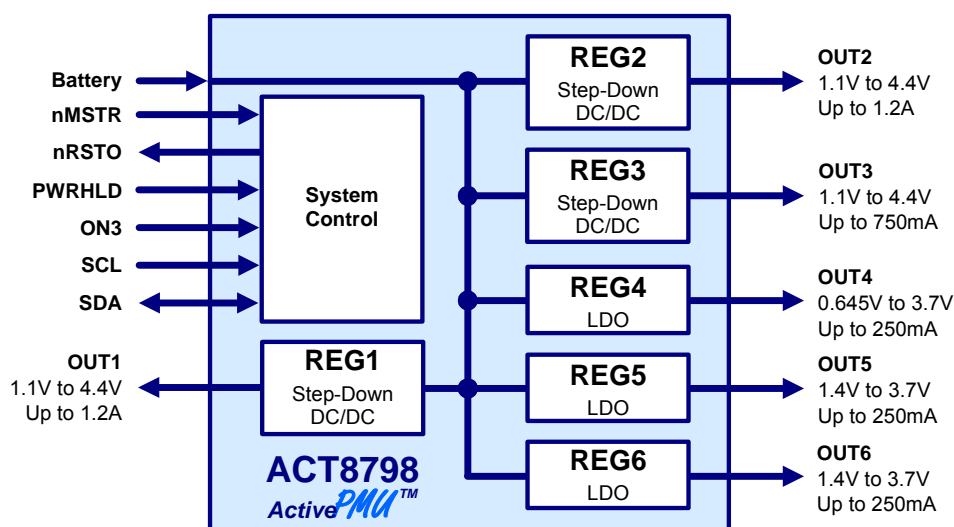 Battery
nMSTR
nRSTO
PWRHLD
ON3
SCL
SDA
System
Control
OUT1
1.1V to 4.4V
Up to 1.2A
REG1
Step-Down
DC/DC
REG2
Step-Down
DC/DC
OUT2
1.1V to 4.4V
Up to 1.2A
REG3
Step-Down
DC/DC
OUT3
1.1V to 4.4V
Up to 750mA
REG4
LDO
OUT4
0.645V to 3.7V
Up to 250mA
REG5
LDO
OUT5
1.4V to 3.7V
Up to 250mA
REG6
LDO
OUT6
1.4V to 3.7V
Up to 250mA
ACT8798
ActivePMU™